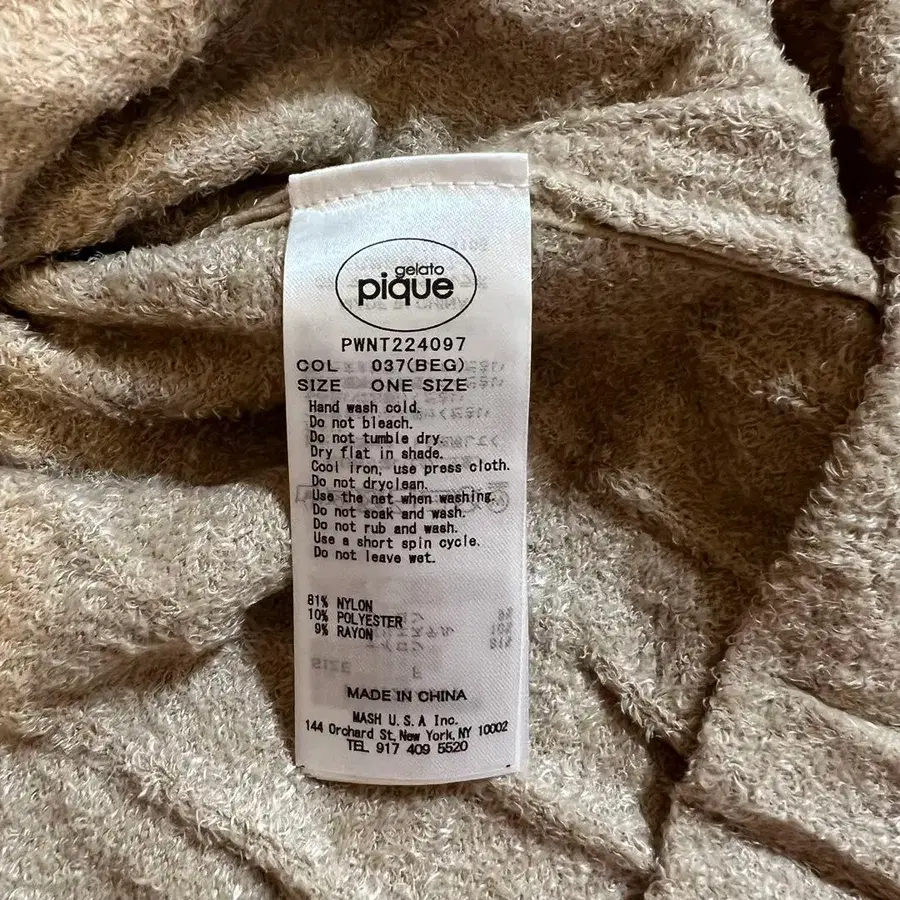 gelato
pique
PWNT224097
COL 037(BEG)
SIZE ONE SIZE
Hand wash cold.
Do not bleach.
Do not tumble dry.
Dry flat in shade.
Cool iron, use press cloth.
Do not dryclean.
Use the net when washing.
Do not soak and wash.
Do not rub and wash.
Use a short spin cycle.
Do not leave wet.
81% NYLON
10% POLYESTER
9% RAYON
MADE IN CHINA
MASH U.S.A Inc.
144 Orchard St, New York, NY 10002
TEL 917 409 5520